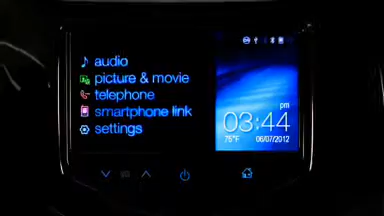 audio
picture & movie
telephone
smartphone link
settings
pm
03:44
75°F 06/07/2012